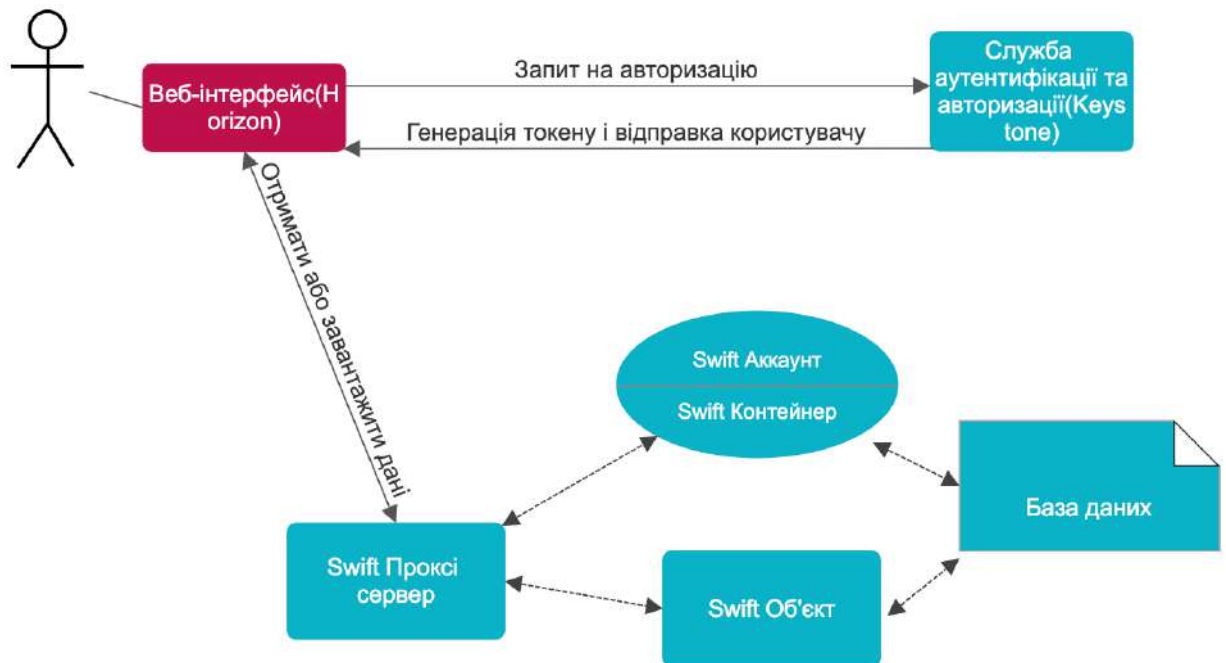 Веб-інтерфейс(H
orizon)
Запит на авторизацію
Генерація токену і відправка користувачу
Служба
аутентифікації та
авторизації(Keys
tone)
Отримати або завантажити дані
Swift Аккаунт
Swift Контейнер
База даних
Swift Проксі
сервер
Swift Об'єкт